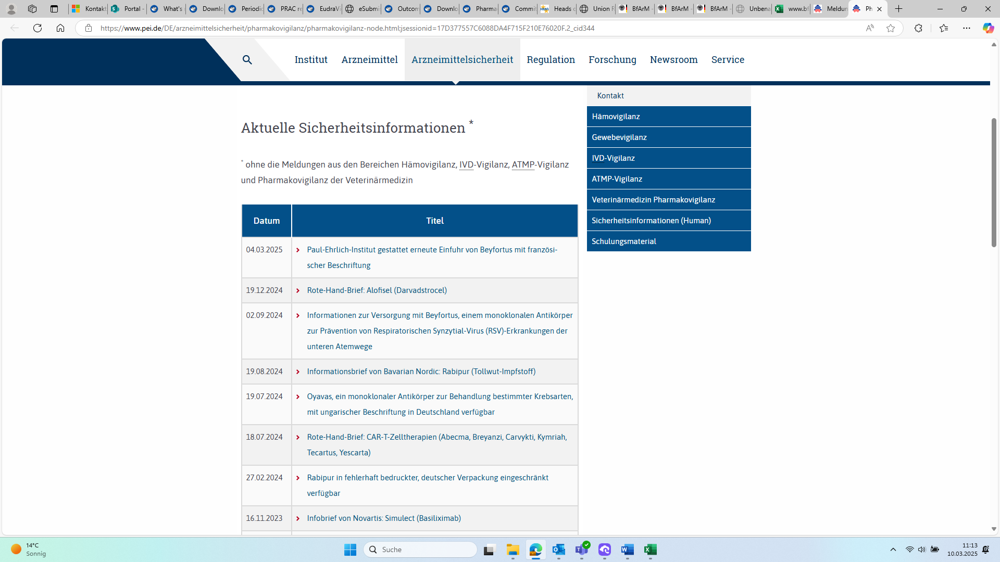 Kontakt
Portal -
What's
Downlo
Periodic
PRAC re
EudraVi
eSubmi
Outcom
Downlo
Pharma
Commit
Heads o
Union R
BfArM -
BfArM -
BfArM -
Unbena
www.bf
Meldun
Ph
https://www.pei.de/DE/arzneimittelsicherheit/pharmakovigilanz/pharmakovigilanz-node.html;jsessionid=17D377557C6088DA4F715F210E76020F.2_cid344
Institut
Arzneimittel
Arzneimittelsicherheit
Regulation
Forschung
Newsroom
Service
Aktuelle Sicherheitsinformationen *
* ohne die Meldungen aus den Bereichen Hämovigilanz, IVD-Vigilanz, ATMP-Vigilanz
und Pharmakovigilanz der Veterinärmedizin
Datum Titel
04.03.2025 Paul-Ehrlich-Institut gestattet erneute Einfuhr von Beyfortus mit französi-
scher Beschriftung
19.12.2024 Rote-Hand-Brief: Alofisel (Darvadstrocel)
02.09.2024 Informationen zur Versorgung mit Beyfortus, einem monoklonalen Antikörper
zur Prävention von Respiratorischen Synzytial-Virus (RSV)-Erkrankungen der
unteren Atemwege
19.08.2024 Informationsbrief von Bavarian Nordic: Rabipur (Tollwut-Impfstoff)
19.07.2024 Oyavas, ein monoklonaler Antikörper zur Behandlung bestimmter Krebsarten,
mit ungarischer Beschriftung in Deutschland verfügbar
18.07.2024 Rote-Hand-Brief: CAR-T-Zelltherapien (Abecma, Breyanzi, Carvykti, Kymriah,
Tecartus, Yescarta)
27.02.2024 Rabipur in fehlerhaft bedruckter, deutscher Verpackung eingeschränkt
verfügbar
16.11.2023 Infobrief von Novartis: Simulect (Basiliximab)
Kontakt
Hämovigilanz
Gewebevigilanz
IVD-Vigilanz
ATMP-Vigilanz
Veterinärmedizin Pharmakovigilanz
Sicherheitsinformationen (Human)
Schulungsmaterial
14°C
Sonnig
Suche
11:13
10.03.2025